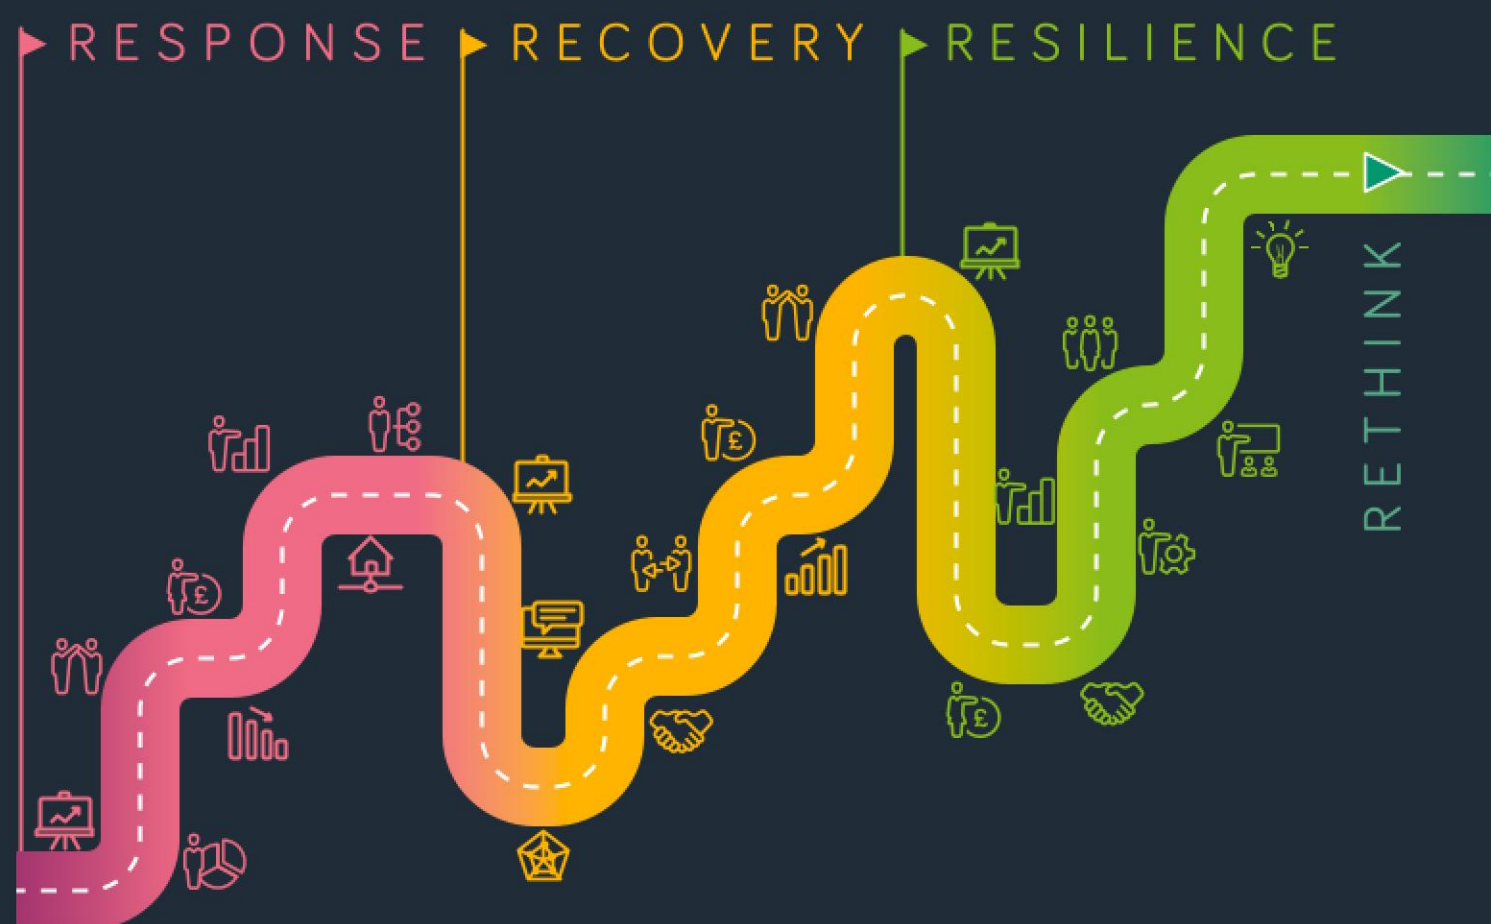 RESPONSE
RECOVERY
RESILIENCE
RETHINK
£
£
£